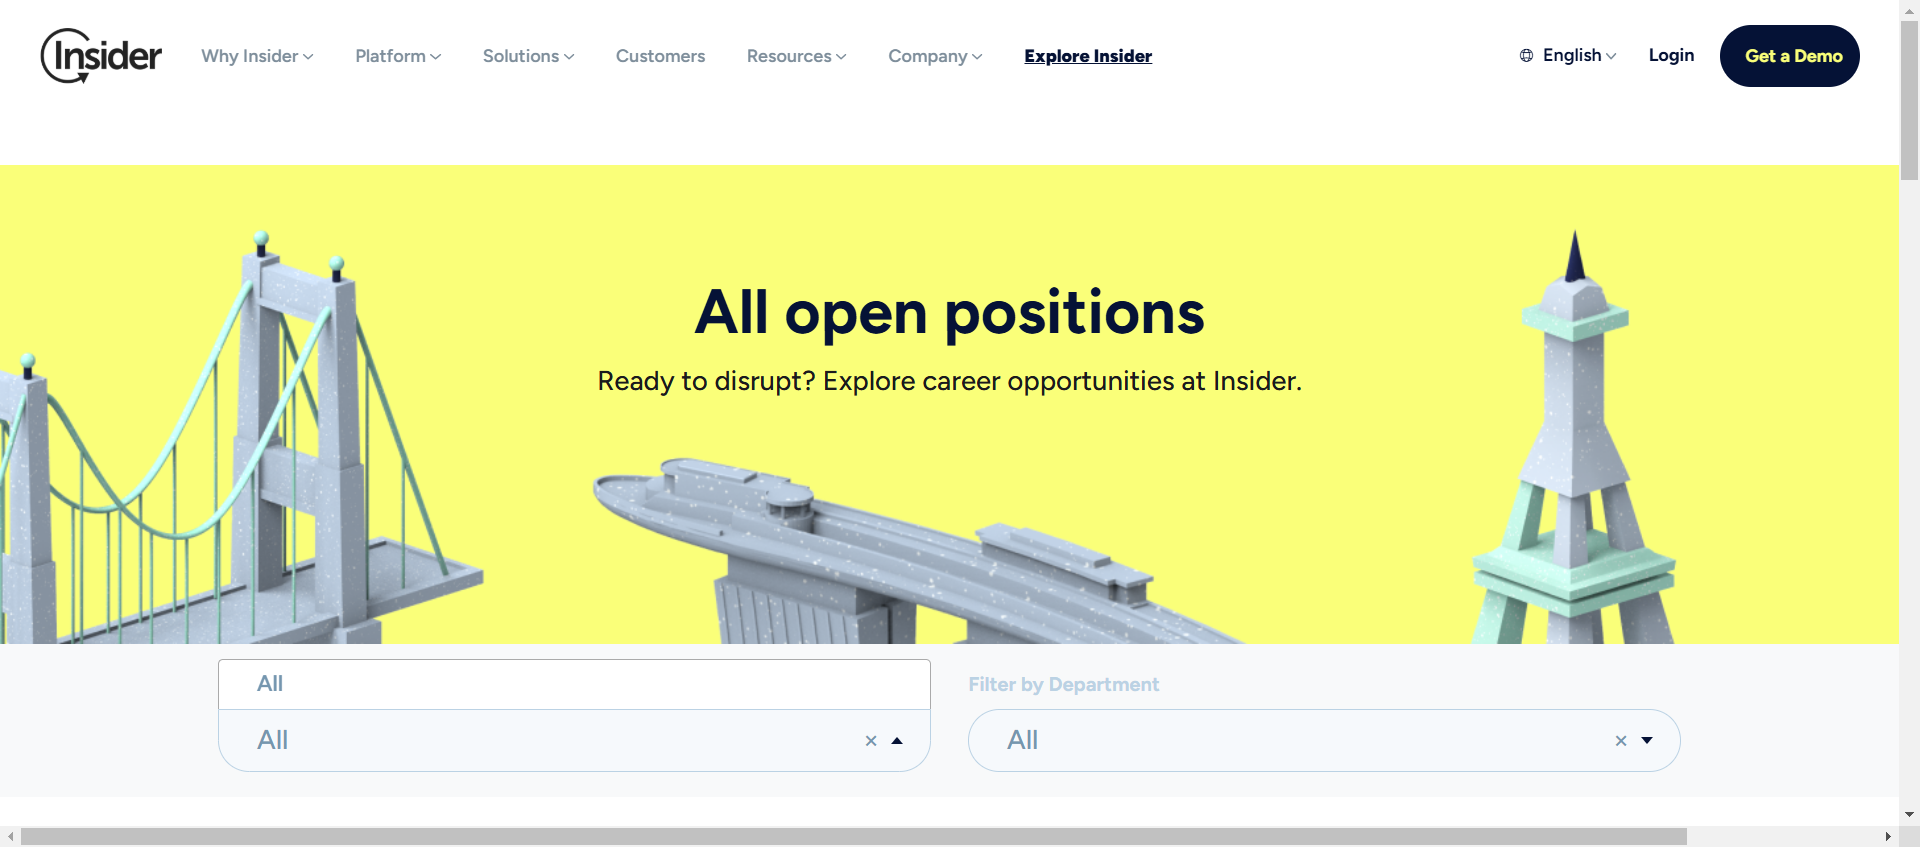 Insider
Why Insider Platform Solutions Customers Resources Company Explore Insider English Login Get a Demo
All open positions
Ready to disrupt? Explore career opportunities at Insider.
All
Filter by Department
All
All